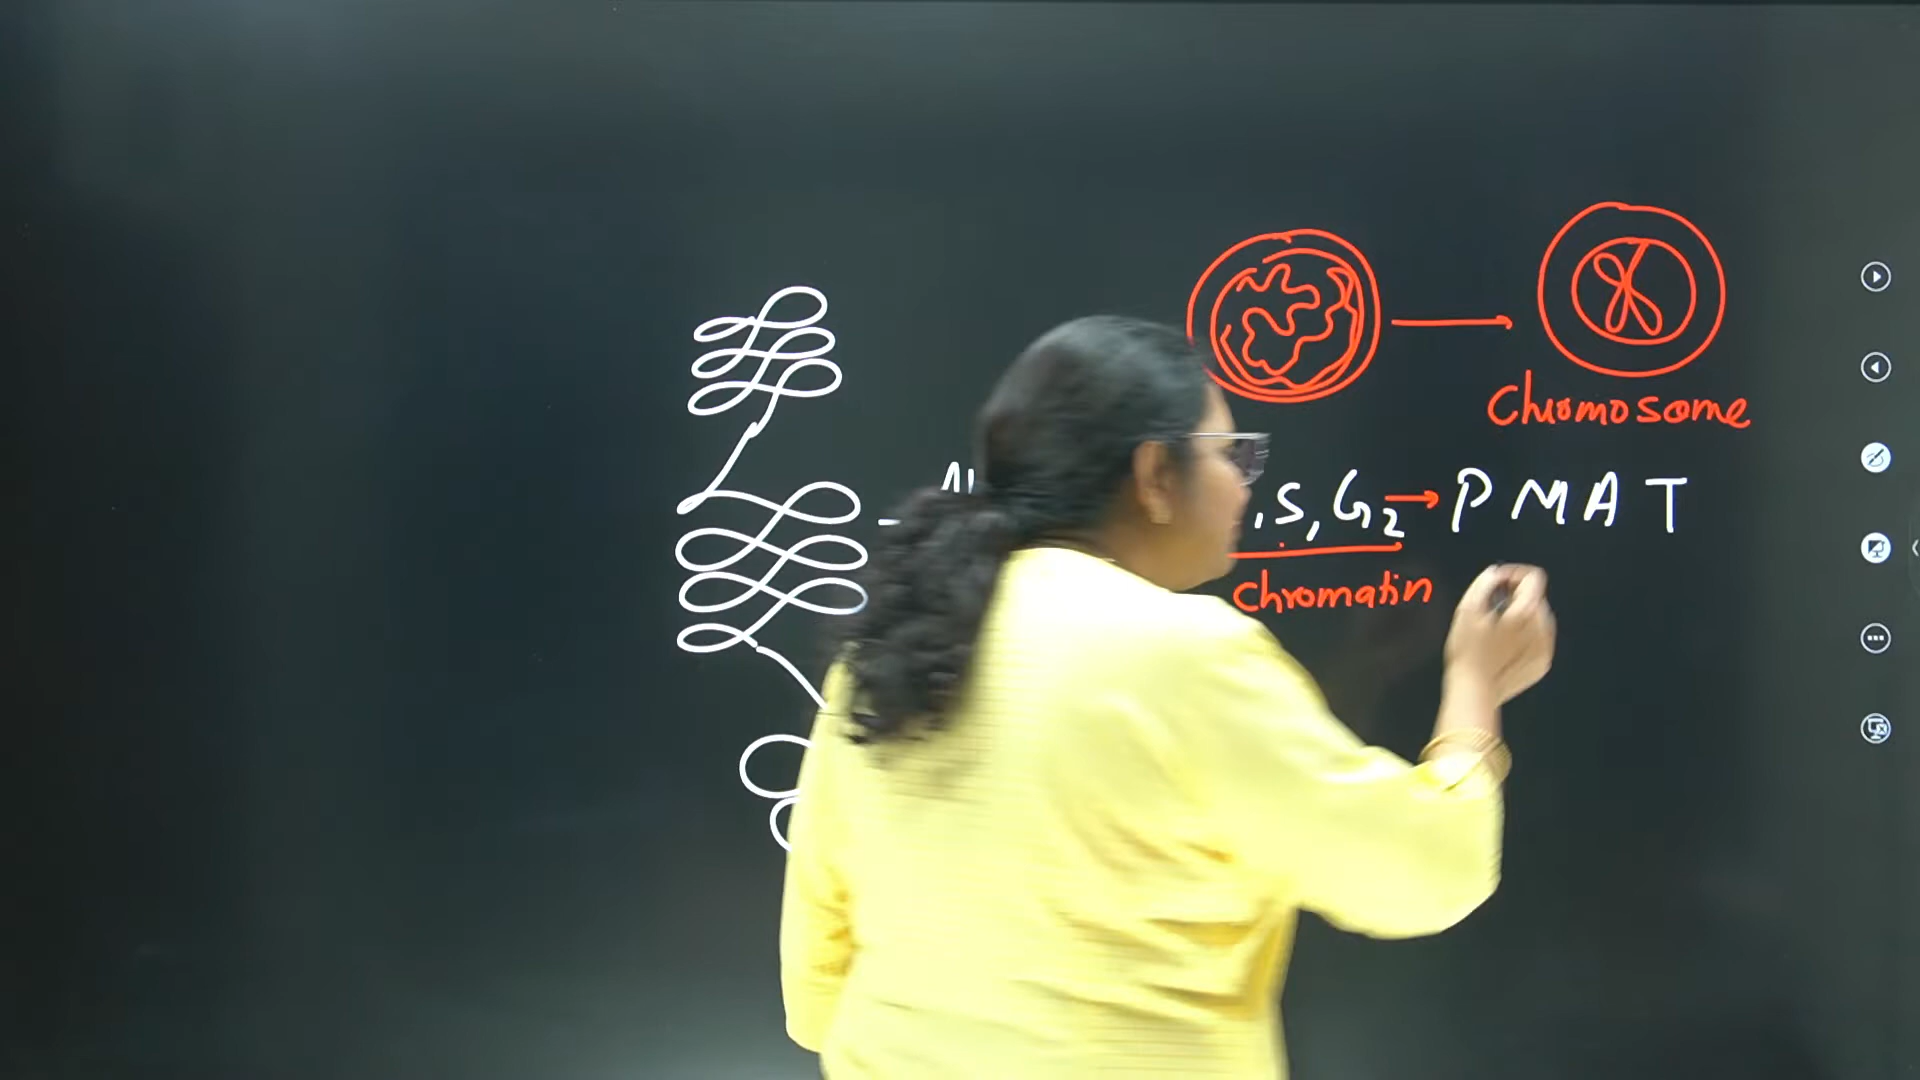 Chromosome
, S, G2 → P M A T
Chromatin